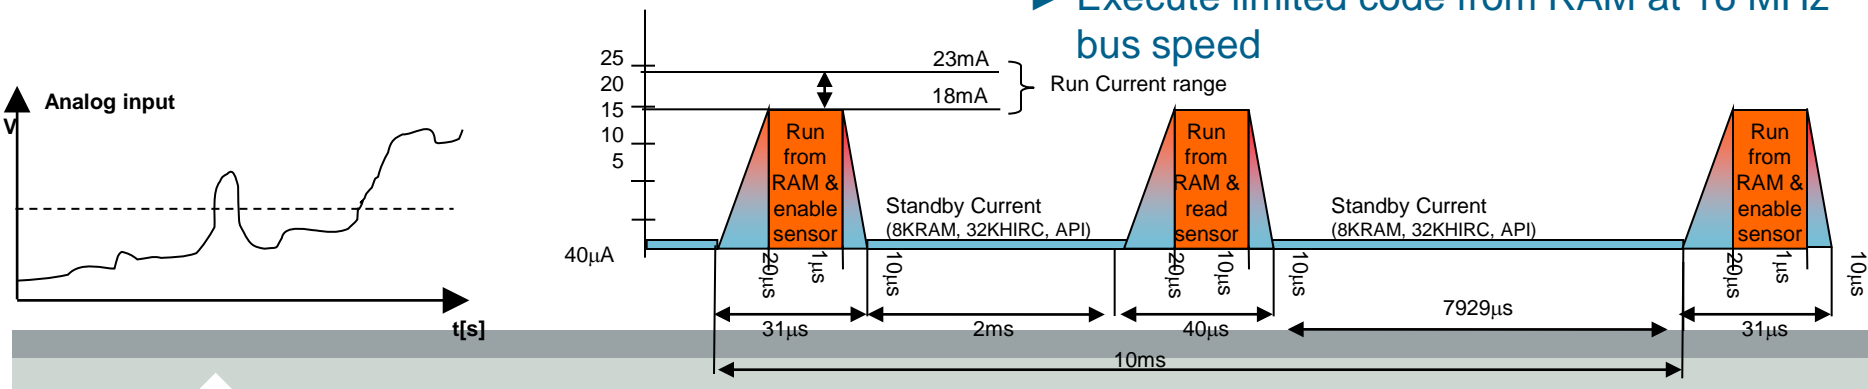 ► Execute limited code from RAM at 16 MHz
bus speed
Analog input
V
t[s]
25
20
15
10
5
40μA
23mA
18mA
Run Current range
Run
from
RAM &
enable
sensor
Standby Current
(8KRAM, 32KHIRC, API)
Run
from
RAM &
read
sensor
Standby Current
(8KRAM, 32KHIRC, API)
Run
from
RAM &
enable
sensor
20μs
1μs
10μs
20μs
10μs
10μs
20μs
1μs
10μs
31μs
2ms
40μs
7929μs
31μs
10ms